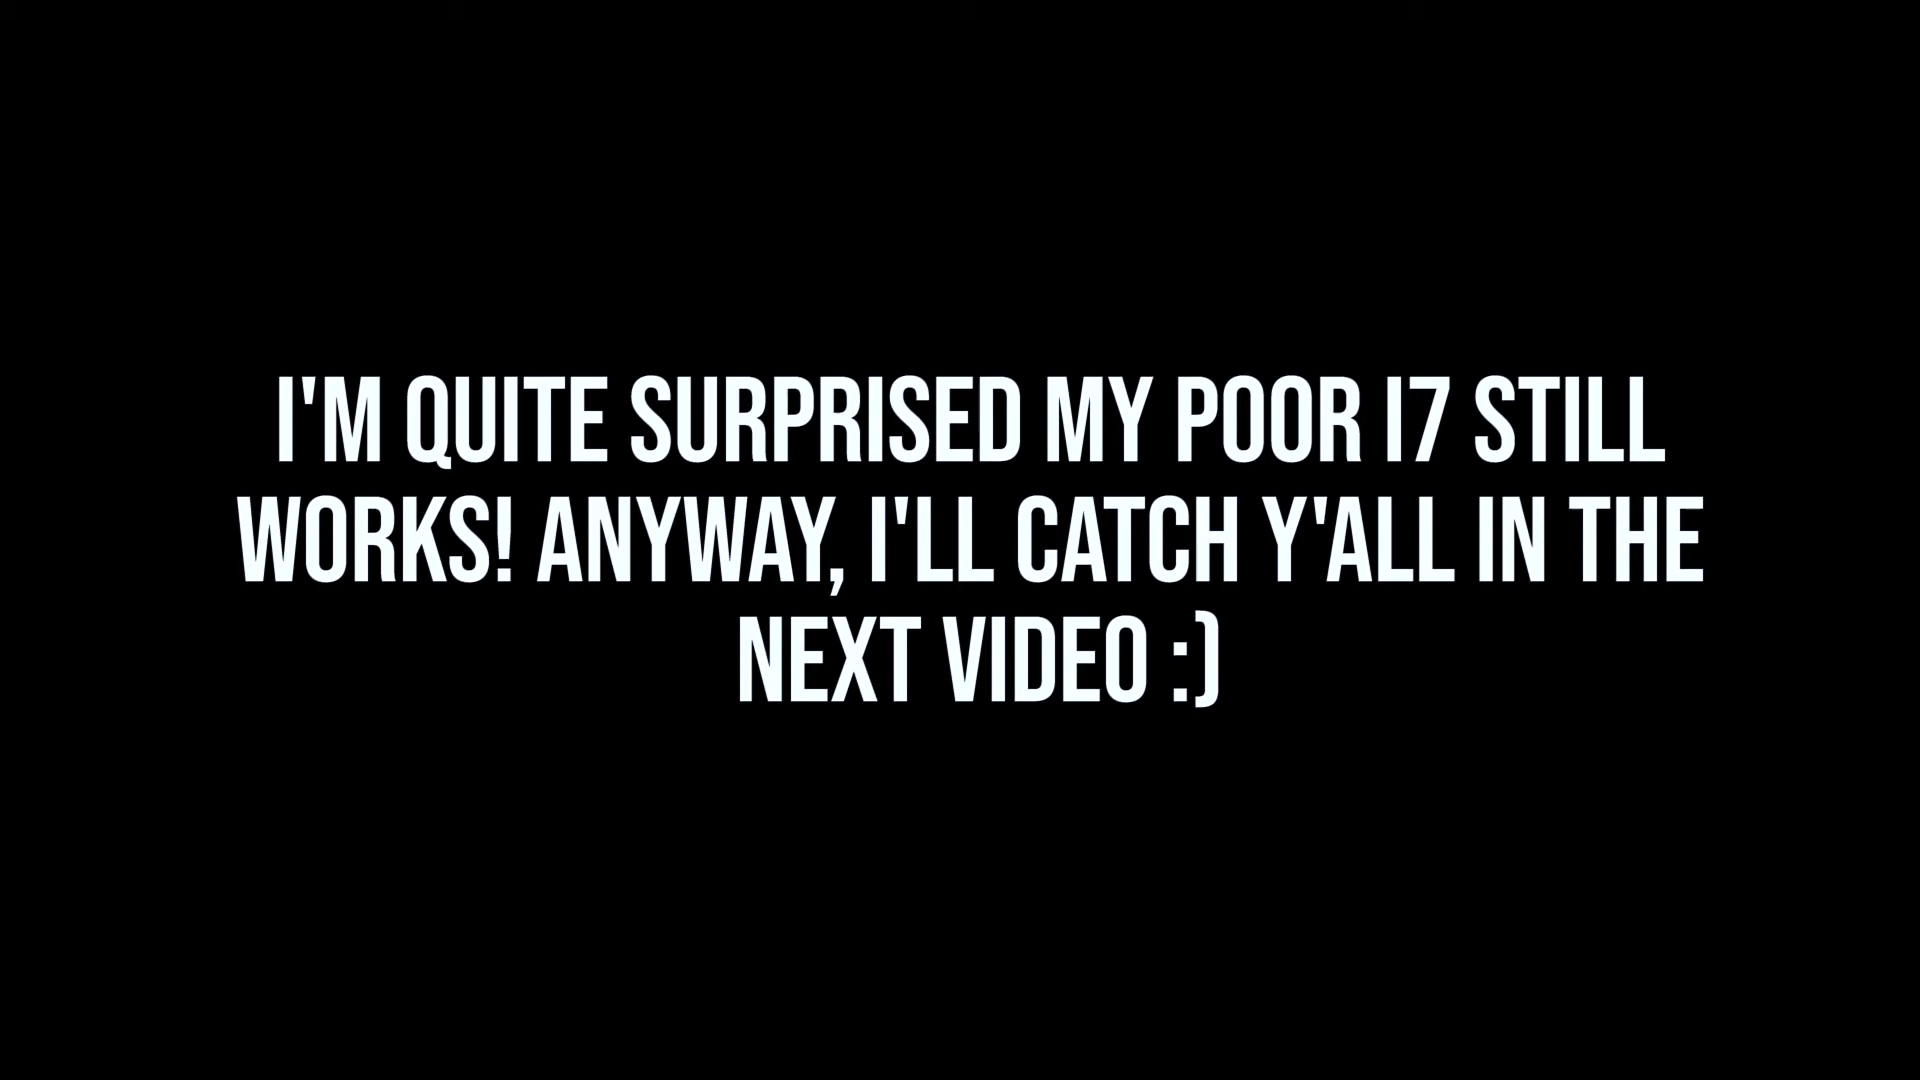 I'M QUITE SURPRISED MY POOR I7 STILL
WORKS! ANYWAY, I'LL CATCH Y'ALL IN THE
NEXT VIDEO :)